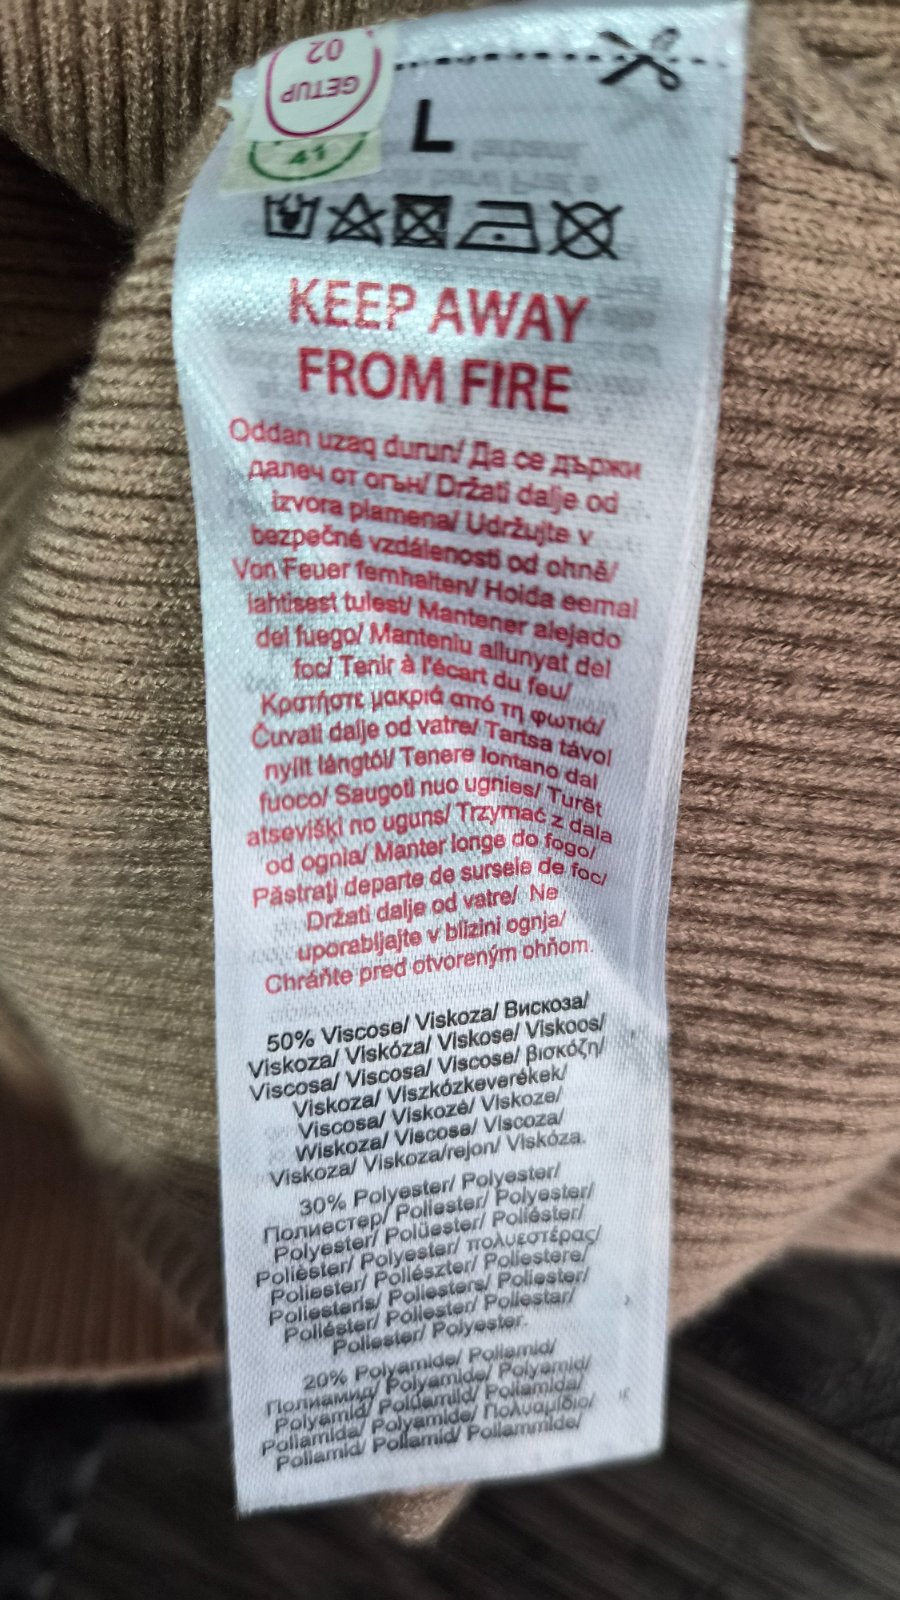 02
GETUP
41
L
KEEP AWAY
FROM FIRE
Oddan uzaq durun/ Да се държи
далеч от огън/ Držati dalje od
izvora plamena/ Udržujte v
bezpečné vzdálenosti od ohně/
Von Feuer fernhalten/ Hoida eemal
lahtisest tulest/ Mantener alejado
del fuego/ Manteniu allunyat del
foc/ Tenir à l'écart du feu/
Κρατήστε μακριά από τη φωτιά/
Čuvati dalje od vatre/ Tartsa távol
nyílt lángtól/ Tenere lontano dal
fuoco/ Saugoti nuo ugnies/ Turēt
atsevišķi no uguns/ Trzymać z dala
od ognia/ Manter longe do fogo/
Păstrați departe de sursele de foc/
Držati dalje od vatre/ Ne
uporabljajte v bližini ognja/
Chráňte pred otvoreným ohňom.
50% Viscose/ Viskoza/ Вискоза/
Viskoza/ Viskóza/ Viskose/ Viskoos/
Viscosa/ Viscosa/ Viscose/ βισκόζη/
Viskoza/ Viszkózkeverékek/
Viscosa/ Viskozė/ Viskoze/
Wiskoza/ Viscose/ Viscoza/
Viskoza/ Viskoza/rejon/ Viskóza.
30% Polyester/ Polyester/
Полиестер/ Poliester/ Polyester/
Polyester/ Polüester/ Poliéster/
Polièster/ Polyester/ πολυεστέρας/
Poliester/ Poliészter/ Poliestere/
Poliesteris/ Poliesters/ Poliester/
Poliéster/ Poliester/ Poliestar/
Poliester/ Polyester.
20% Polyamide/ Poliamid/
Полиамид/ Polyamide/ Polyamid/
Polyamid/ Polüamiid/ Poliamida/
Poliamida/ Polyamide/ Πολυαμίδιο/
Poliamid/ Poliamid/ Poliammide/